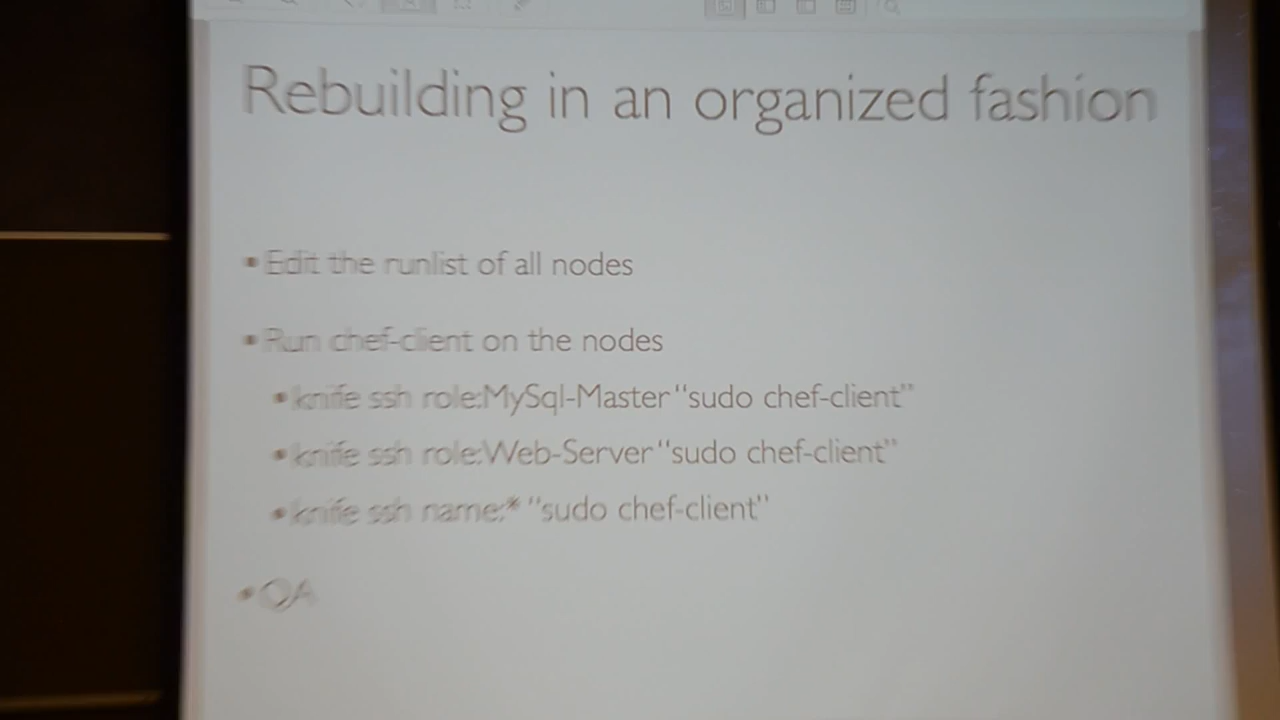 Rebuilding in an organized fashion
•Edit the runlist of all nodes
•Run chef-client on the nodes
•knife ssh role:MySql-Master “sudo chef-client”
•knife ssh role:Web-Server “sudo chef-client”
•knife ssh name:* “sudo chef-client”
•QA